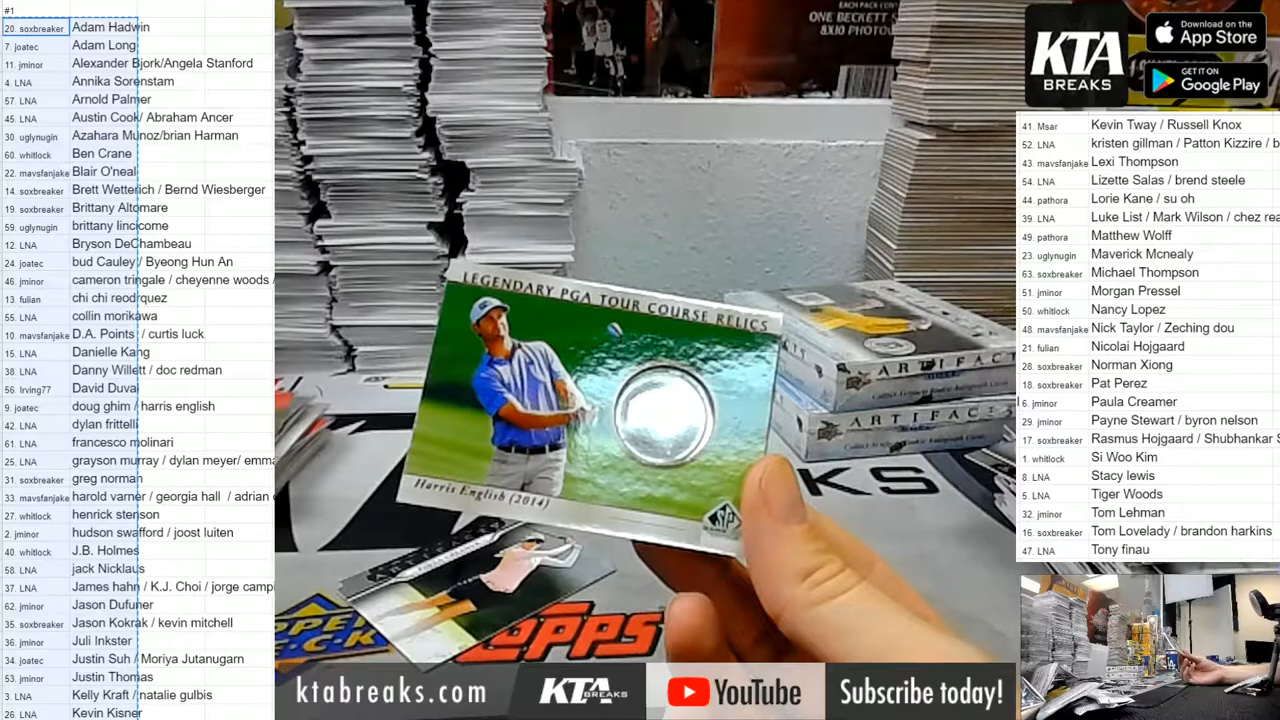 #1
20. soxbreaker Adam Hadwin
7. joatec Adam Long
11. jminor Alexander Bjork/Angela Stanford
4. LNA Annika Sorenstam
57. LNA Arnold Palmer
45. LNA Austin Cook/ Abraham Ancer
30. uglynugin Azahara Munoz/brian Harman
60. whitlock Ben Crane
22. mavsfanjake Blair O'neal
14. soxbreaker Brett Wetterich / Bernd Wiesberger
19. soxbreaker Brittany Altomare
59. uglynugin brittany lincicome
12. LNA Bryson DeChambeau
24. joatec bud Cauley / Byeong Hun An
46. jminor cameron tringale / cheyenne woods /
13. fulian chi chi reodrquez
55. LNA collin morikawa
10. mavsfanjake D.A. Points / curtis luck
15. LNA Danielle Kang
38. LNA Danny Willett / doc redman
56. Irving77 David Duval
9. joatec doug ghim / harris english
42. LNA dylan frittelli
61. LNA francesco molinari
25. LNA grayson murray / dylan meyer/ emma
31. soxbreaker greg norman
33. mavsfanjake harold varner / georgia hall / adrian
27. whitlock henrick stenson
2. jminor hudson swafford / joost luiten
40. whitlock J.B. Holmes
58. LNA jack Nicklaus
37. LNA James hahn / K.J. Choi / jorge campi
62. jminor Jason Dufuner
35. soxbreaker Jason Kokrak / kevin mitchell
36. jminor Juli Inkster
34. joatec Justin Suh / Moriya Jutanugarn
53. jminor Justin Thomas
3. LNA Kelly Kraft / natalie gulbis
26. LNA Kevin Kisner
EACH PACK CONT
ONE BECKETT
8X10 PHOTOG
LEGENDARY PGA TOUR COURSE RELICS
Harris English (2014)
SP
ARTIFAC
ARTIFACTS
KS
UPPER
DECK
TOPPS
ktabreaks.com KTA BREAKS YouTube Subscribe today!
KTA
BREAKS
Download on the
App Store
GET IT ON
Google Play
41. Msar Kevin Tway / Russell Knox
52. LNA kristen gillman / Patton Kizzire / b
43. mavsfanjake Lexi Thompson
54. LNA Lizette Salas / brend steele
44. pathora Lorie Kane / su oh
39. LNA Luke List / Mark Wilson / chez rea
49. pathora Matthew Wolff
23. uglynugin Maverick Mcnealy
63. soxbreaker Michael Thompson
51. jminor Morgan Pressel
50. whitlock Nancy Lopez
48. mavsfanjake Nick Taylor / Zeching dou
21. fulian Nicolai Hojgaard
28. soxbreaker Norman Xiong
18. soxbreaker Pat Perez
6. jminor Paula Creamer
29. jminor Payne Stewart / byron nelson
17. soxbreaker Rasmus Hojgaard / Shubhankar S
1. whitlock Si Woo Kim
8. LNA Stacy lewis
5. LNA Tiger Woods
32. jminor Tom Lehman
16. soxbreaker Tom Lovelady / brandon harkins
47. LNA Tony finau